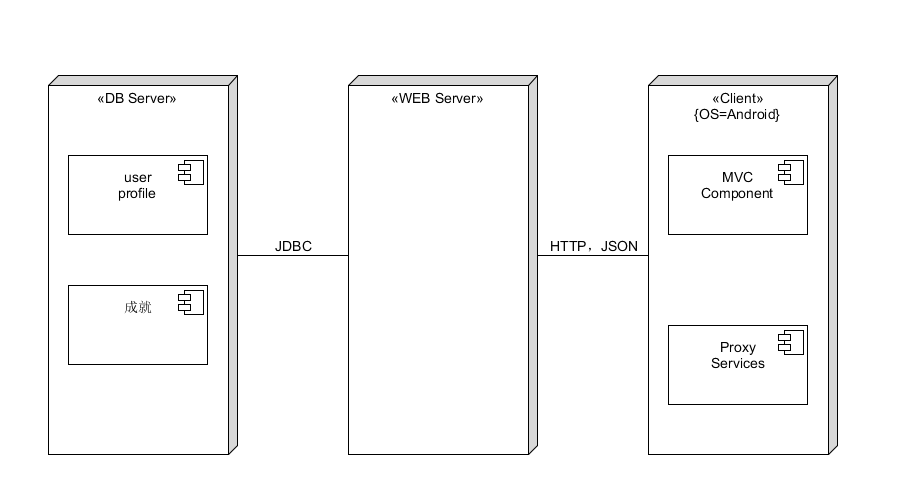 «DB Server»
user
profile
成就
JDBC
«WEB Server»
HTTP，JSON
«Client»
{OS=Android}
MVC
Component
Proxy
Services